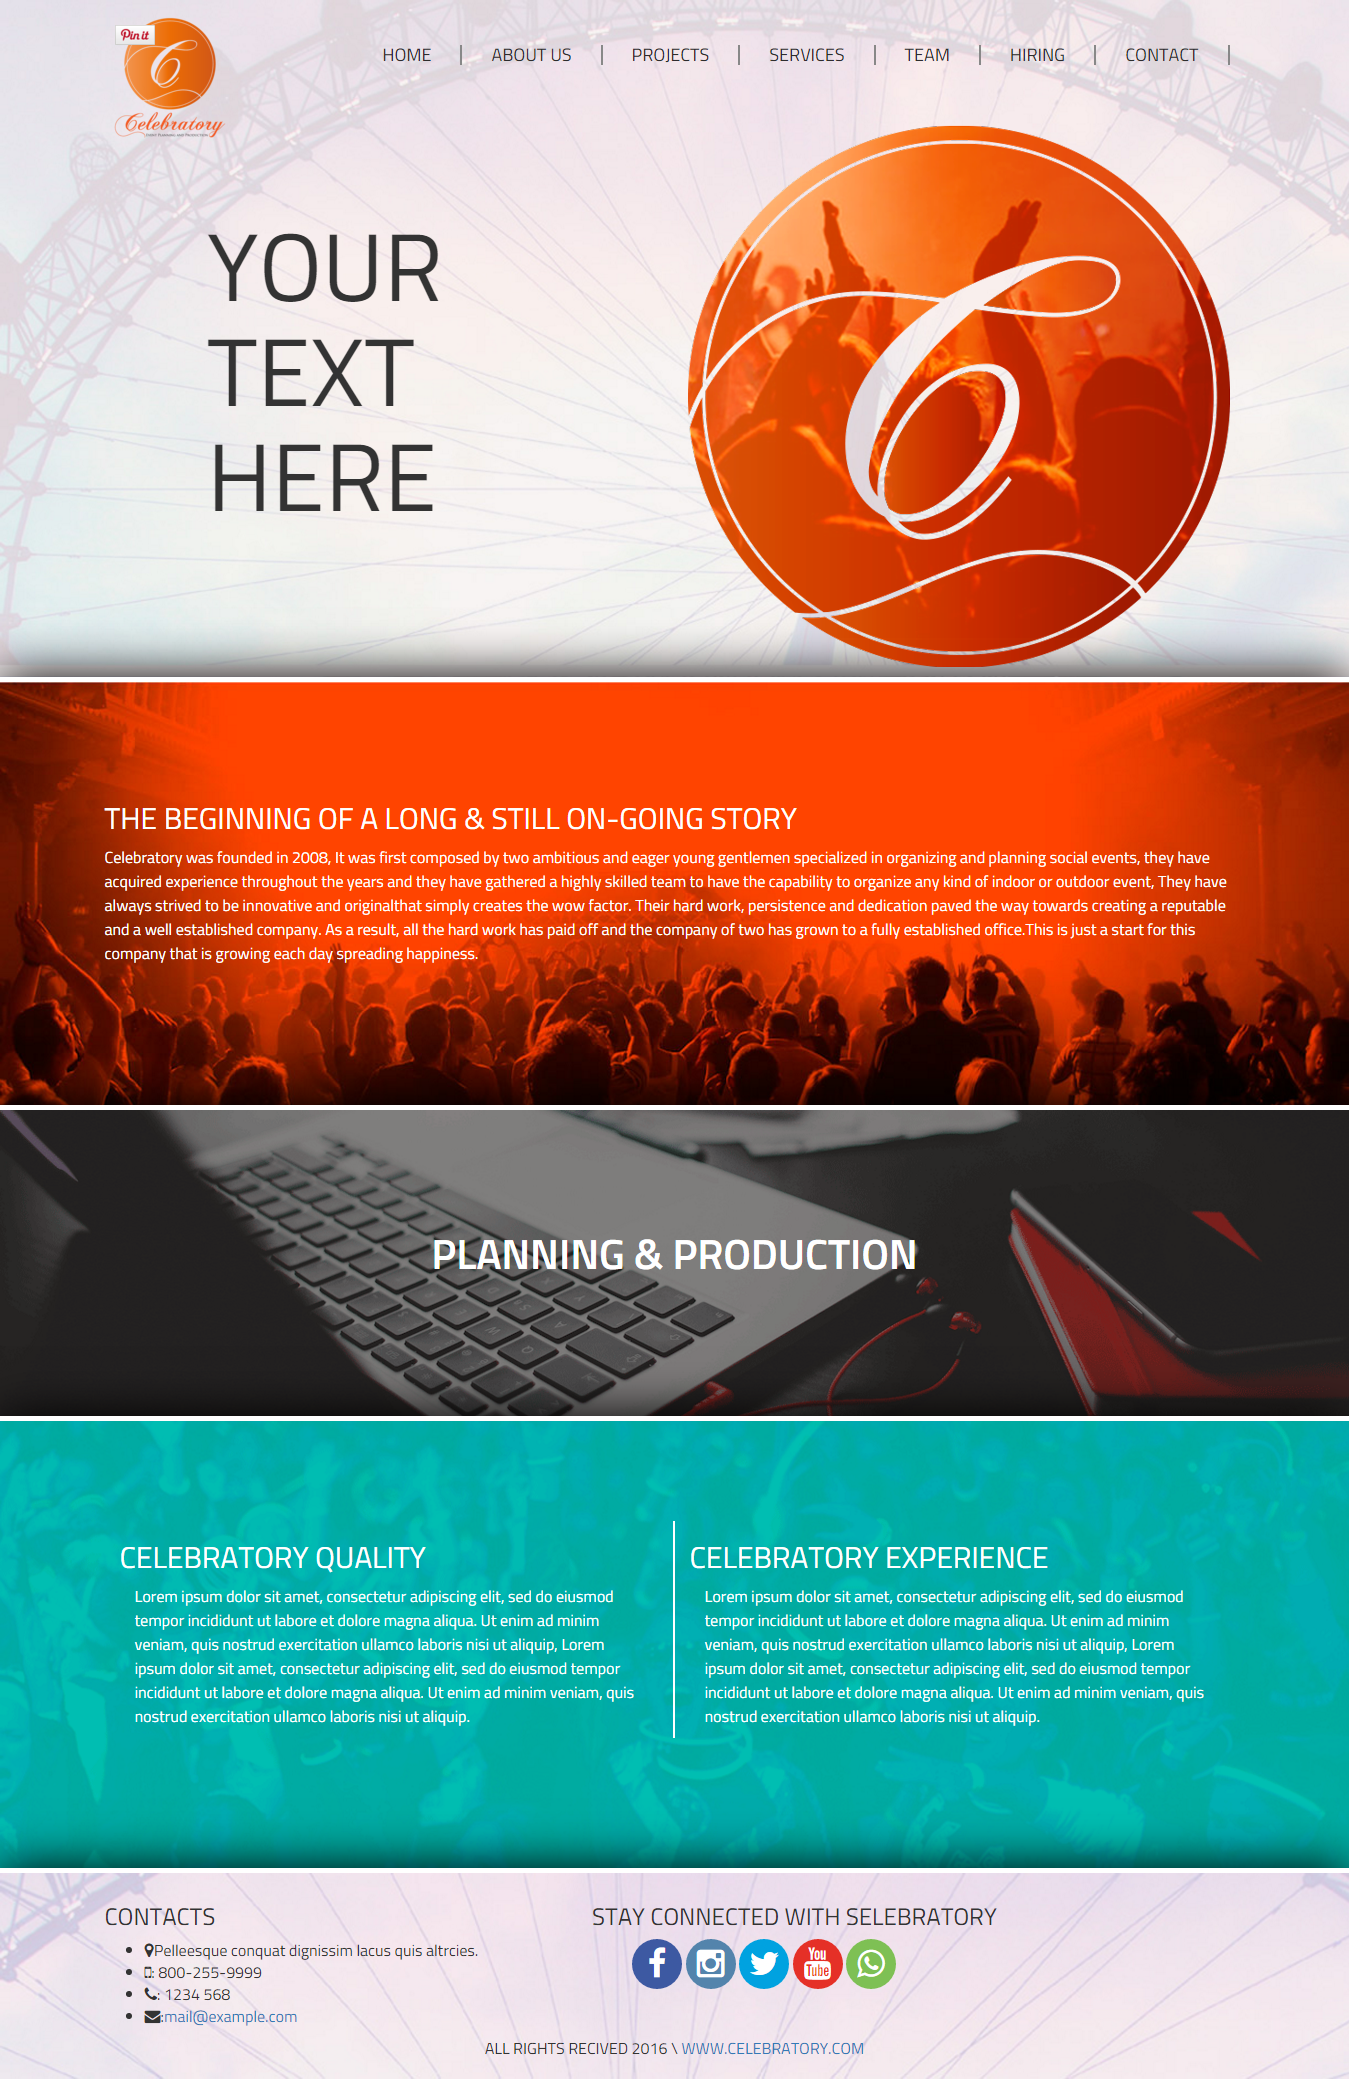 Pin it
Celebratory
EVENT PLANNING AND PRODUCTION
HOME
ABOUT US
PROJECTS
SERVICES
TEAM
HIRING
CONTACT
YOUR
TEXT
HERE
THE BEGINNING OF A LONG & STILL ON-GOING STORY
Celebratory was founded in 2008, It was first composed by two ambitious and eager young gentlemen specialized in organizing and planning social events, they have
acquired experience throughout the years and they have gathered a highly skilled team to have the capability to organize any kind of indoor or outdoor event, They have
always strived to be innovative and originalthat simply creates the wow factor. Their hard work, persistence and dedication paved the way towards creating a reputable
and a well established company. As a result, all the hard work has paid off and the company of two has grown to a fully established office.This is just a start for this
company that is growing each day spreading happiness.
PLANNING & PRODUCTION
CELEBRATORY QUALITY
Lorem ipsum dolor sit amet, consectetur adipiscing elit, sed do eiusmod
tempor incididunt ut labore et dolore magna aliqua. Ut enim ad minim
veniam, quis nostrud exercitation ullamco laboris nisi ut aliquip, Lorem
ipsum dolor sit amet, consectetur adipiscing elit, sed do eiusmod tempor
incididunt ut labore et dolore magna aliqua. Ut enim ad minim veniam, quis
nostrud exercitation ullamco laboris nisi ut aliquip.
CELEBRATORY EXPERIENCE
Lorem ipsum dolor sit amet, consectetur adipiscing elit, sed do eiusmod
tempor incididunt ut labore et dolore magna aliqua. Ut enim ad minim
veniam, quis nostrud exercitation ullamco laboris nisi ut aliquip, Lorem
ipsum dolor sit amet, consectetur adipiscing elit, sed do eiusmod tempor
incididunt ut labore et dolore magna aliqua. Ut enim ad minim veniam, quis
nostrud exercitation ullamco laboris nisi ut aliquip.
CONTACTS
Pelleesque conquat dignissim lacus quis altrcies.
: 800-255-9999
: 1234 568
:mail@example.com
STAY CONNECTED WITH SELEBRATORY
You
Tube
ALL RIGHTS RECIVED 2016 \ WWW.CELEBRATORY.COM